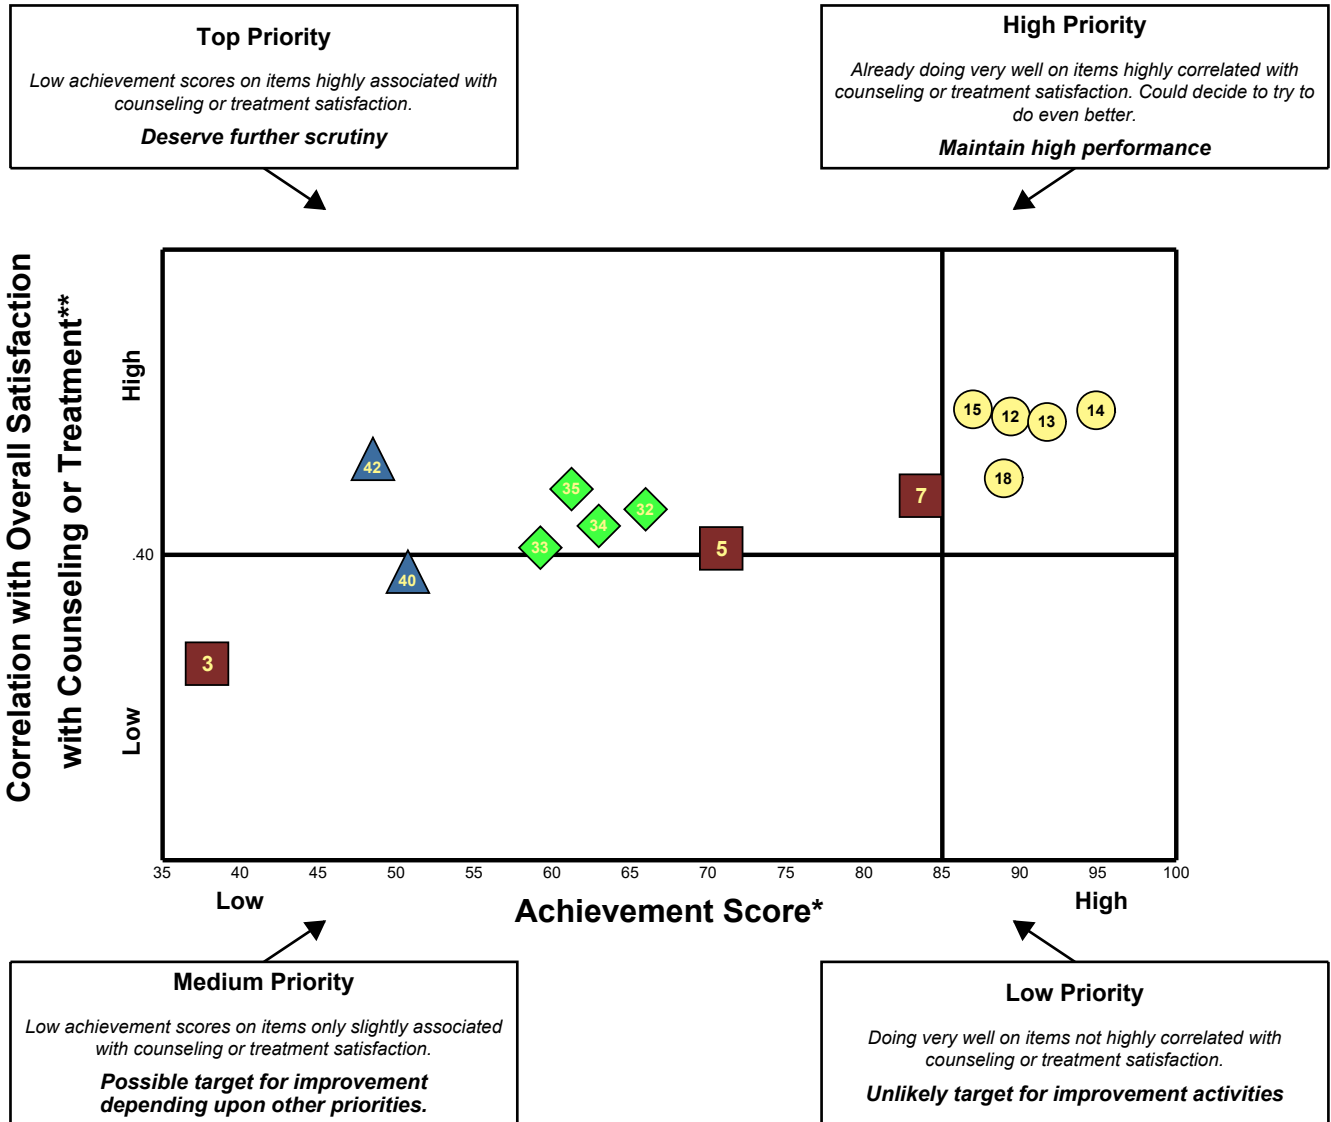 Top Priority
Low achievement scores on items highly associated with
counseling or treatment satisfaction.
Deserve further scrutiny
High Priority
Already doing very well on items highly correlated with
counseling or treatment satisfaction. Could decide to try to
do even better.
Maintain high performance
Correlation with Overall Satisfaction
with Counseling or Treatment**
High
.40
Low
15
12
13
14
18
42
35
32
34
33
7
5
40
3
35
40
45
50
55
60
65
70
75
80
85
90
95
100
Low
Achievement Score*
High
Medium Priority
Low achievement scores on items only slightly associated
with counseling or treatment satisfaction.
Possible target for improvement
depending upon other priorities.
Low Priority
Doing very well on items not highly correlated with
counseling or treatment satisfaction.
Unlikely target for improvement activities